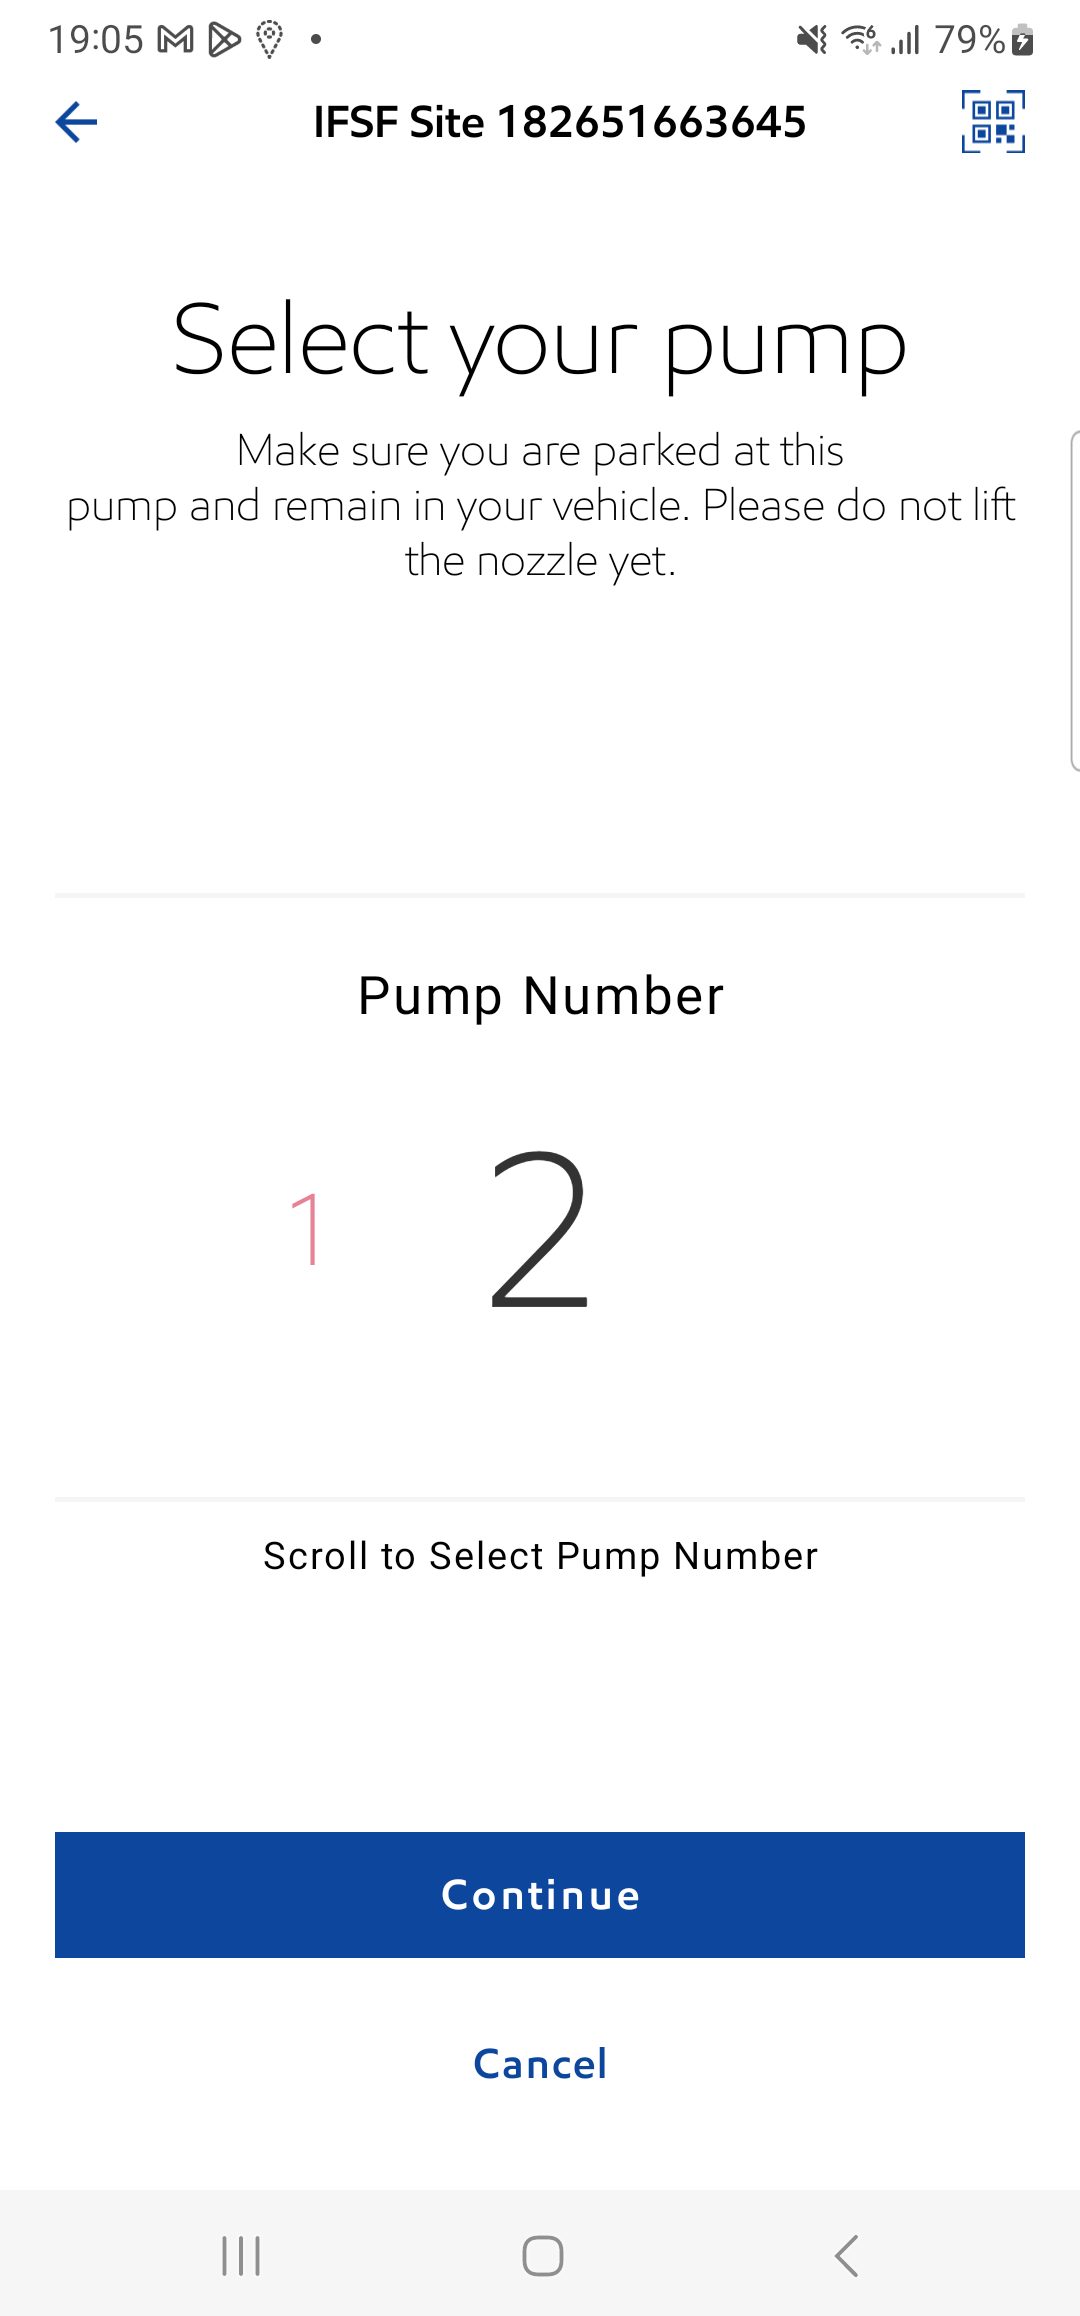 19:05
79%
IFSF Site 182651663645
Select your pump
Make sure you are parked at this
pump and remain in your vehicle. Please do not lift
the nozzle yet.
Pump Number
1 2
Scroll to Select Pump Number
Continue
Cancel